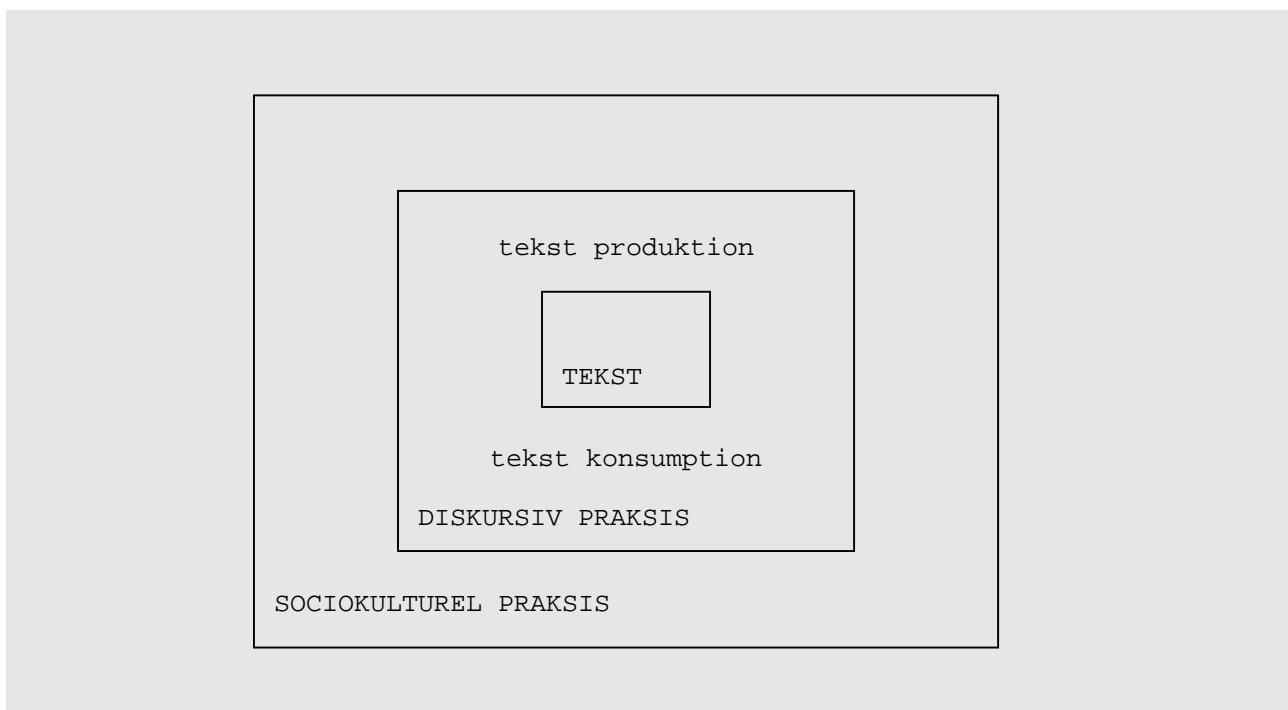 tekst produktion
TEKST
tekst konsumption
DISKURSIV PRAKSIS
SOCIOKULTUREL PRAKSIS